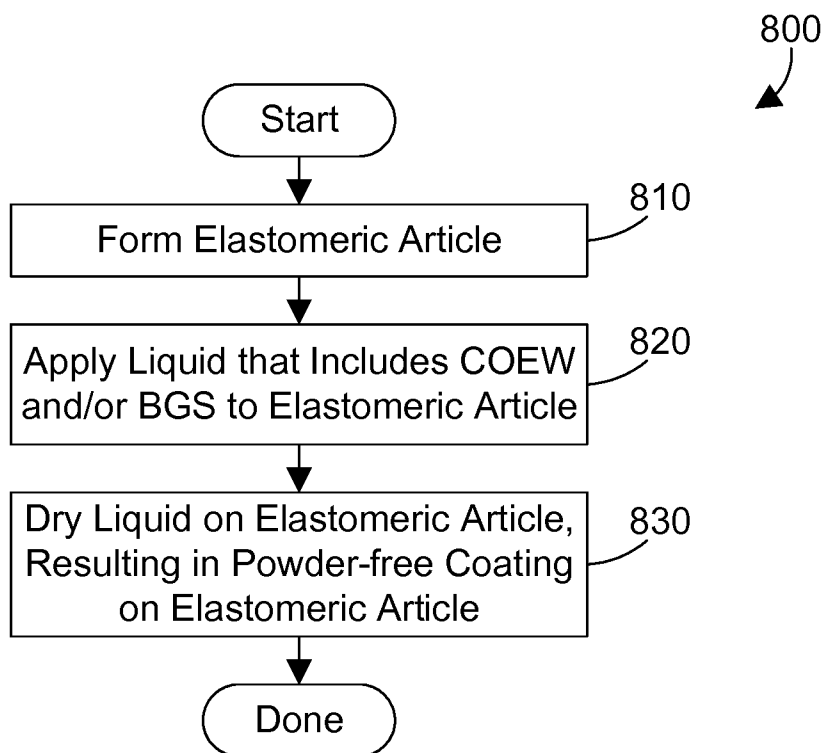 800
Start
810
Form Elastomeric Article
820
Apply Liquid that Includes COEW
and/or BGS to Elastomeric Article
830
Dry Liquid on Elastomeric Article,
Resulting in Powder-free Coating
on Elastomeric Article
Done